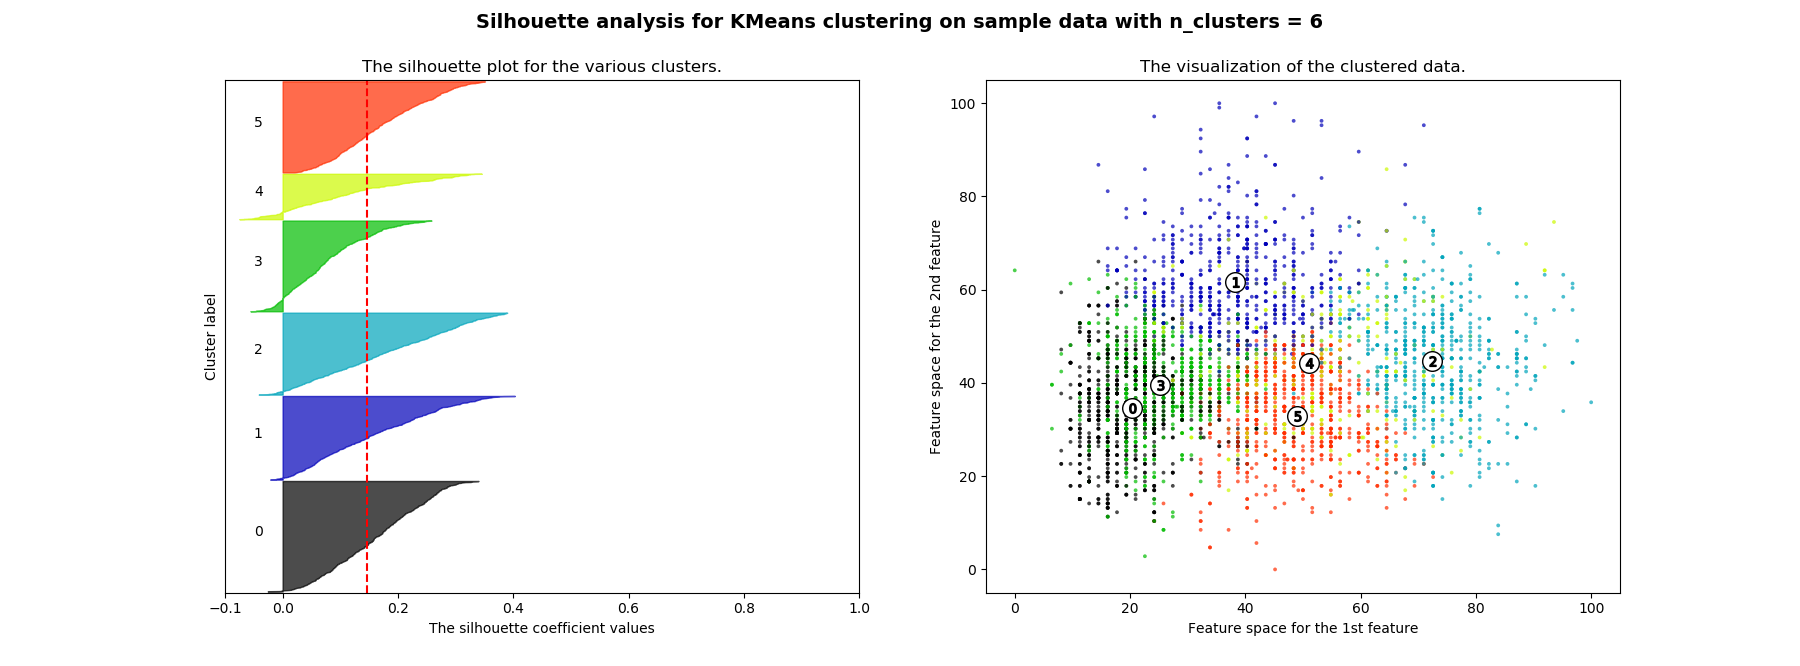 Silhouette analysis for KMeans clustering on sample data with n_clusters = 6
The silhouette plot for the various clusters.
5
4
3
2
1
0
Cluster label
−0.1 0.0 0.2 0.4 0.6 0.8 1.0
The silhouette coefficient values
The visualization of the clustered data.
100
80
60
40
20
0
Feature space for the 2nd feature
1
4
2
3
0
5
0 20 40 60 80 100
Feature space for the 1st feature